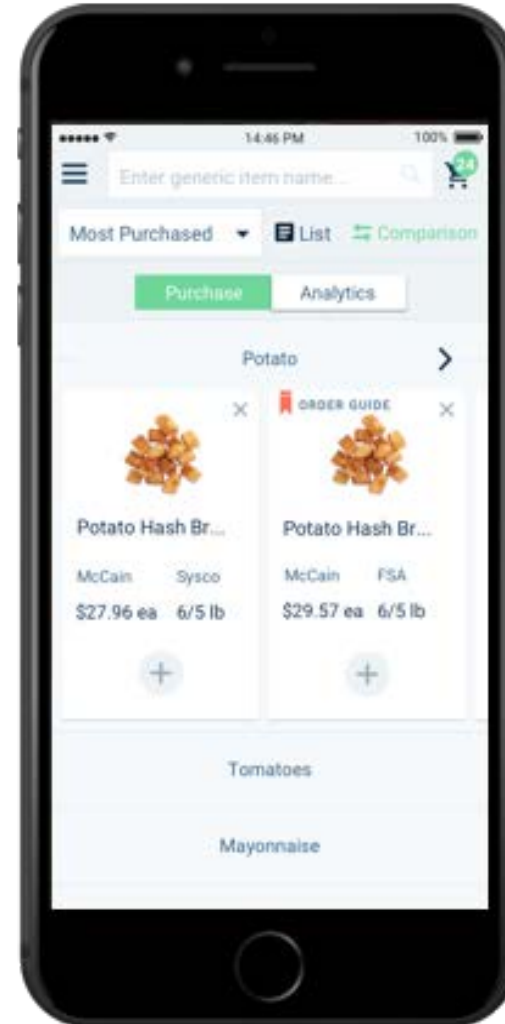 14:46 PM 100%
Enter generic item name... 24
Most Purchased List Comparison
Purchase Analytics
Potato
ORDER GUIDE
Potato Hash Br... Potato Hash Br...
McCain Sysco McCain FSA
$27.96 ea 6/5 lb $29.57 ea 6/5 lb
Tomatoes
Mayonnaise